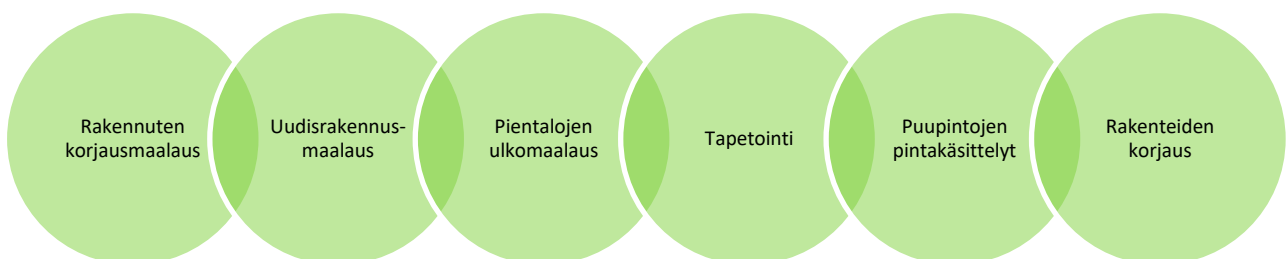 Rakennuten
korjausmaalaus
Uudisrakennus-
maalaus
Pientalojen
ulkomaalaus
Tapetointi
Puupintojen
pintakäsittelyt
Rakenteiden
korjaus